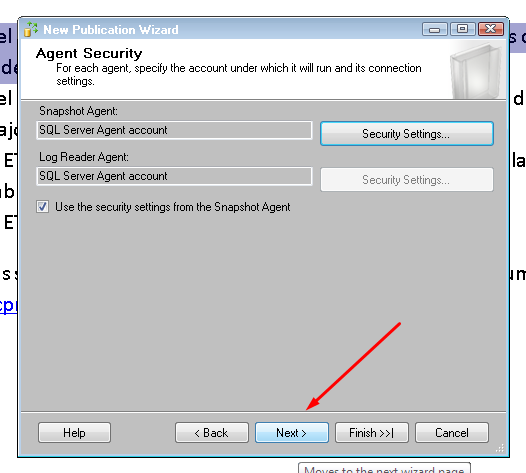 New Publication Wizard
Agent Security
For each agent, specify the account under which it will run and its connection
settings.
Snapshot Agent:
SQL Server Agent account
Security Settings...
Log Reader Agent:
SQL Server Agent account
Security Settings...
Use the security settings from the Snapshot Agent
Help
< Back
Next >
Finish >>|
Cancel
Moves to the next wizard page